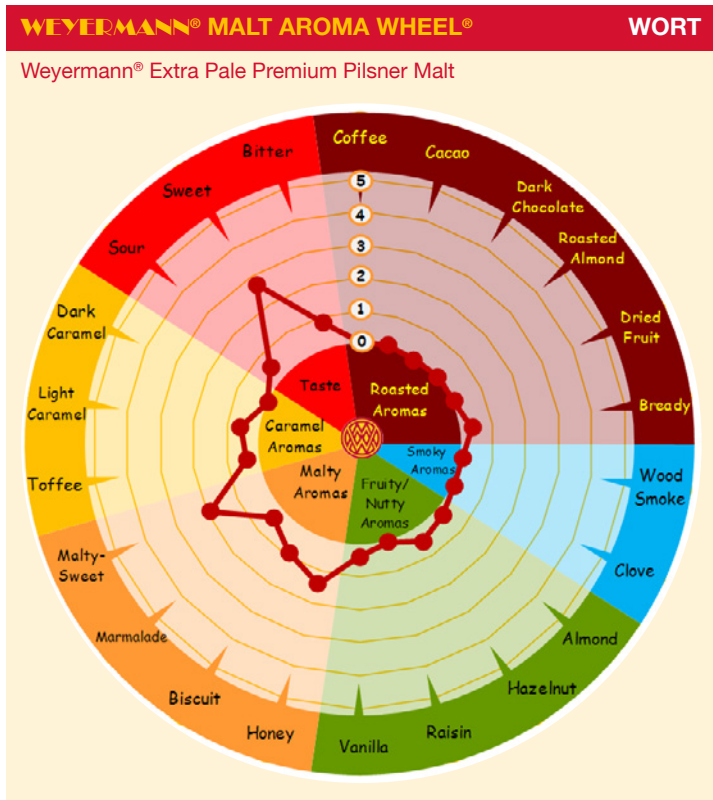 WEYERMANN® MALT AROMA WHEEL®
WORT
Weyermann® Extra Pale Premium Pilsner Malt
Coffee
Cacao
Dark
Chocolate
Roasted
Almond
Dried
Fruit
Bready
Wood
Smoke
Clove
Almond
Hazelnut
Raisin
Vanilla
Honey
Biscuit
Marmalade
Malty-
Sweet
Toffee
Light
Caramel
Dark
Caramel
Sour
Sweet
Bitter
5
4
3
2
1
0
Taste
Roasted
Aromas
Caramel
Aromas
Smoky
Aromas
Malty
Aromas
Fruity/
Nutty
Aromas